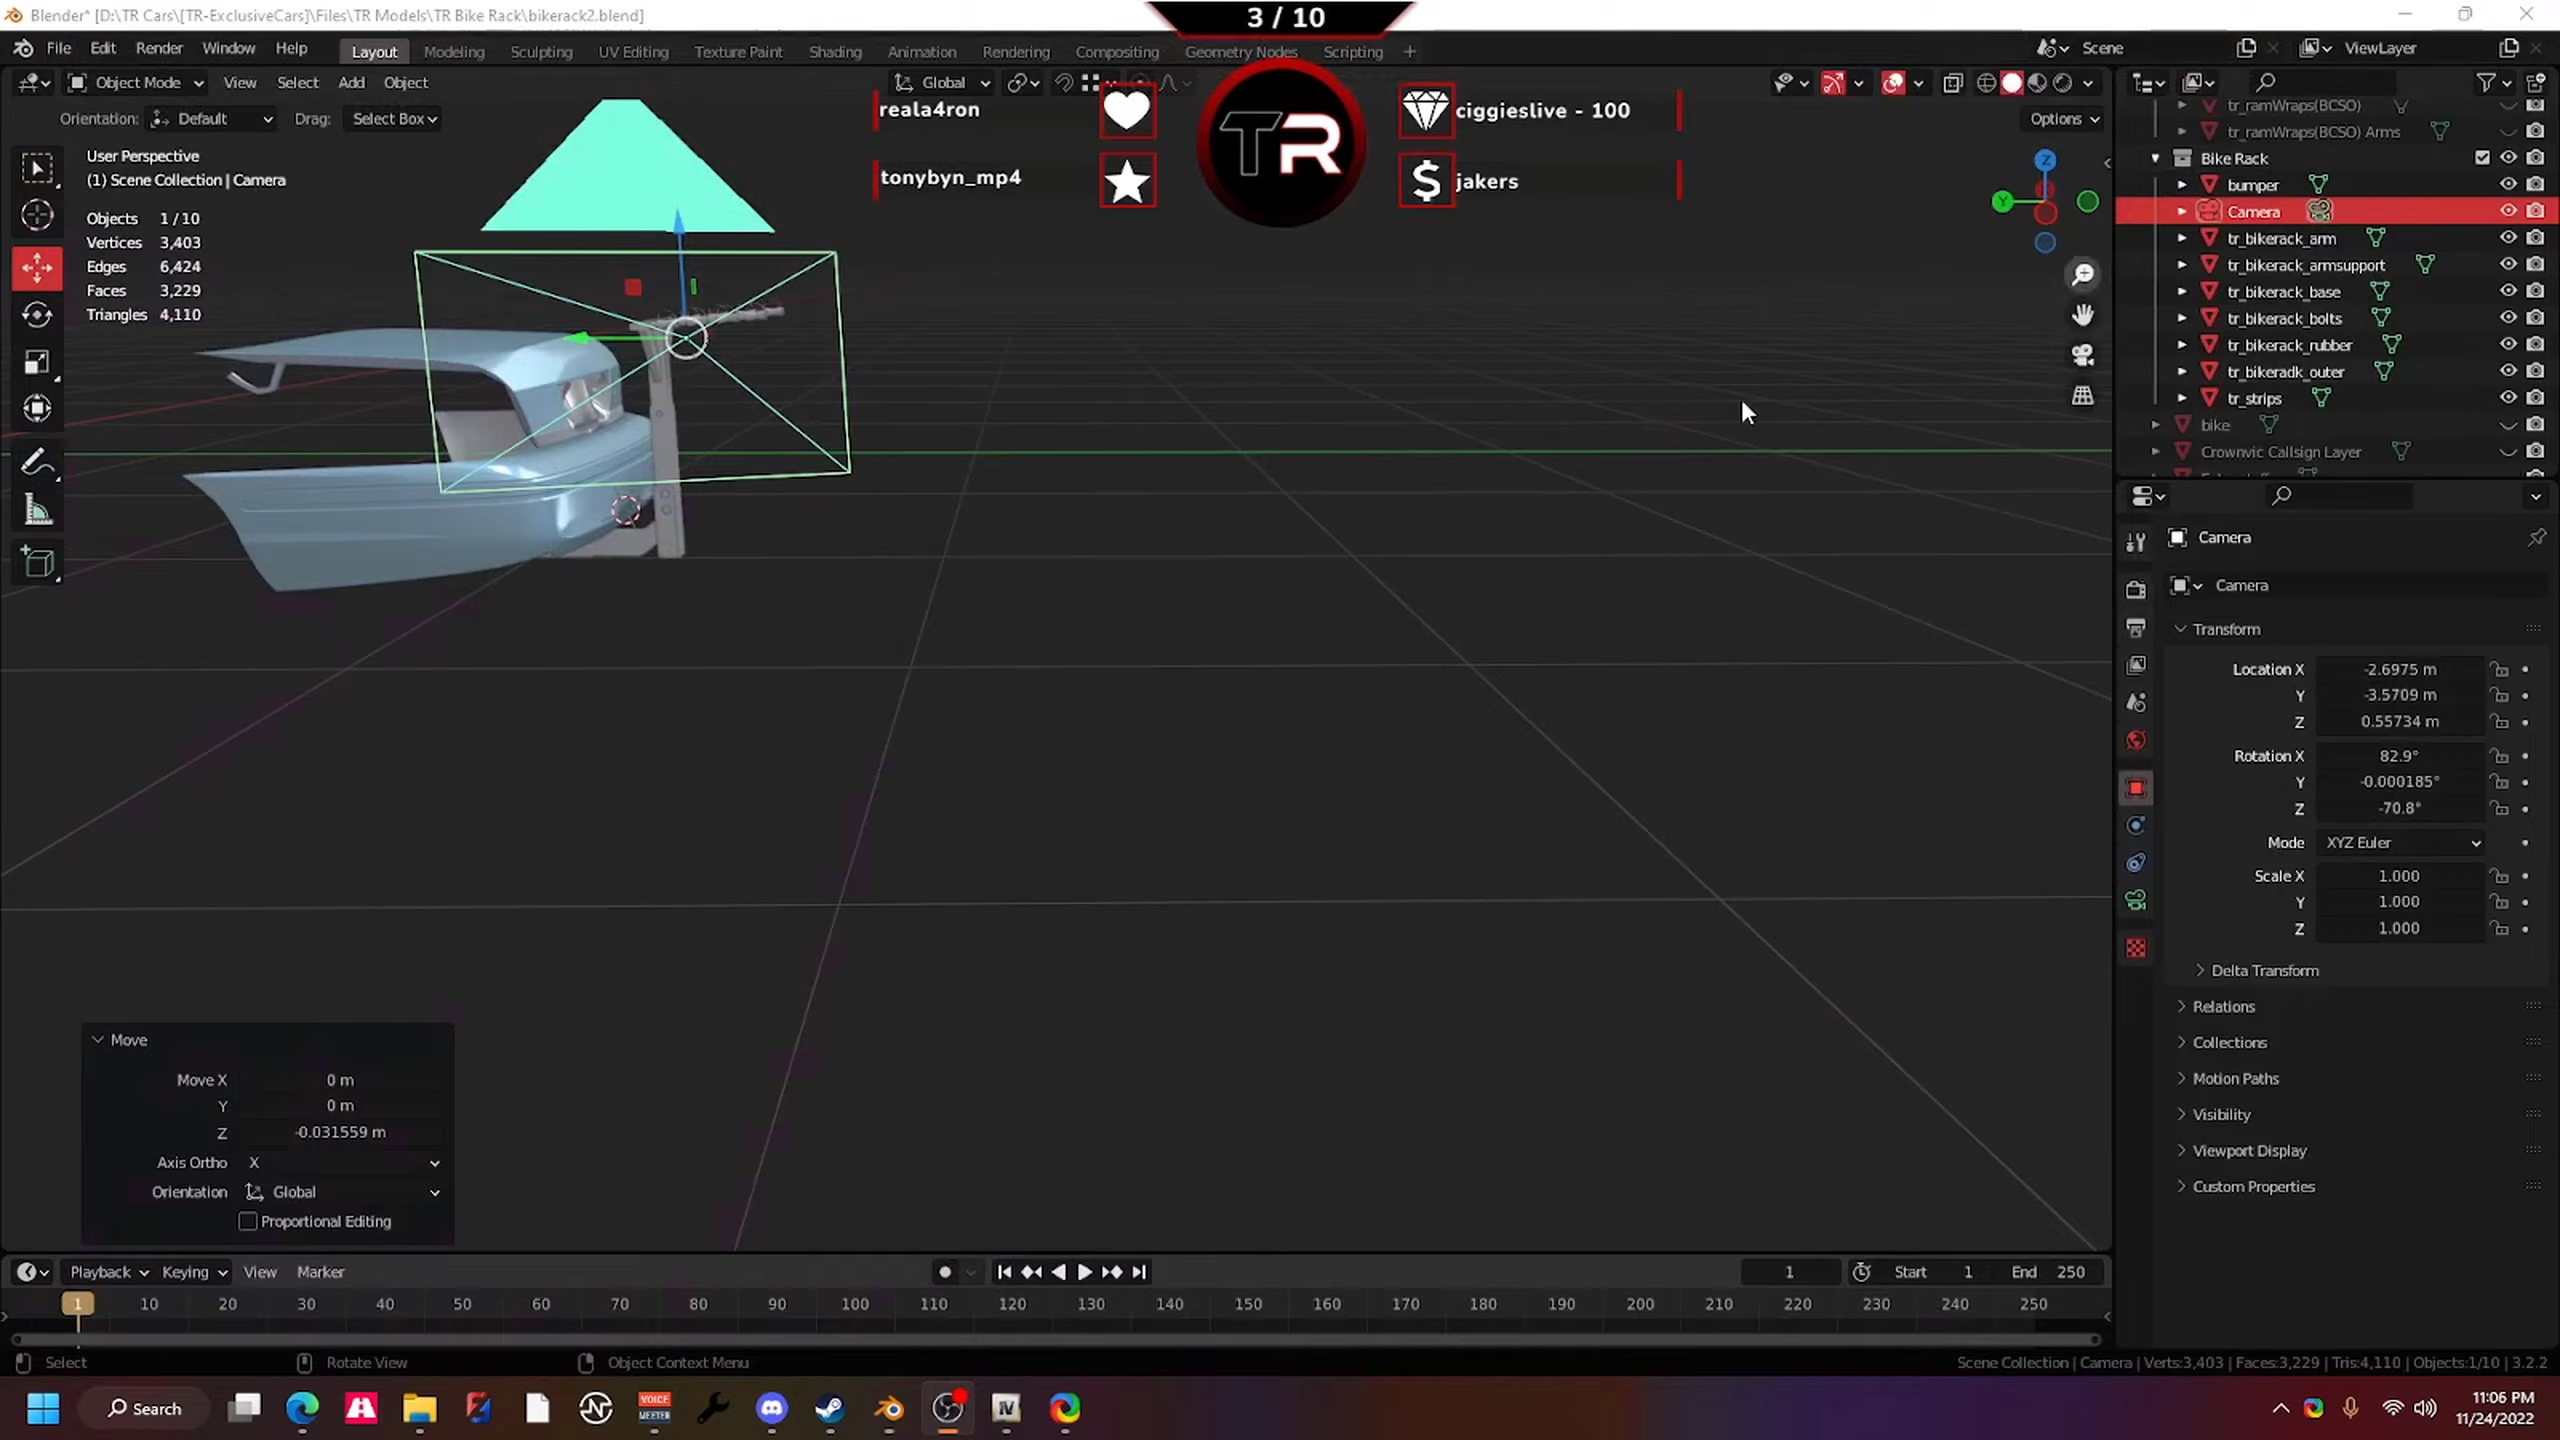 Blender* [D:\TR Cars\[TR-ExclusiveCars]\Files\TR Models\TR Bike Rack\bikerack2.blend]
3 / 10
File Edit Render Window Help Layout Modeling Sculpting UV Editing Texture Paint Shading Animation Rendering Compositing Geometry Nodes Scripting + Scene ViewLayer
Object Mode View Select Add Object Global
Orientation: Default Drag: Select Box Options
reala4ron
ciggieslive - 100
tonybyn_mp4
jakers
TR
User Perspective
(1) Scene Collection | Camera
Objects 1 / 10
Vertices 3,403
Edges 6,424
Faces 3,229
Triangles 4,110
Z
Y
tr_ramWraps(BCSO)
tr_ramWraps(BCSO) Arms
Bike Rack
bumper
Camera
tr_bikerack_arm
tr_bikerack_armsupport
tr_bikerack_base
tr_bikerack_bolts
tr_bikerack_rubber
tr_bikeradk_outer
tr_strips
bike
Crownvic Callsign Layer
Camera
Camera
Transform
Location X -2.6975 m
Y -3.5709 m
Z 0.55734 m
Rotation X 82.9°
Y -0.000185°
Z -70.8°
Mode XYZ Euler
Scale X 1.000
Y 1.000
Z 1.000
Delta Transform
Relations
Collections
Motion Paths
Visibility
Viewport Display
Custom Properties
Move
Move X 0 m
Y 0 m
Z -0.031559 m
Axis Ortho X
Orientation Global
Proportional Editing
Playback Keying View Marker 1 Start 1 End 250
1 10 20 30 40 50 60 70 80 90 100 110 120 130 140 150 160 170 180 190 200 210 220 230 240 250
Select Rotate View Object Context Menu Scene Collection | Camera | Verts:3,403 | Faces:3,229 | Tris:4,110 | Objects:1/10 | 3.2.2
Search
VOICE
MEETER
IV
11:06 PM
11/24/2022